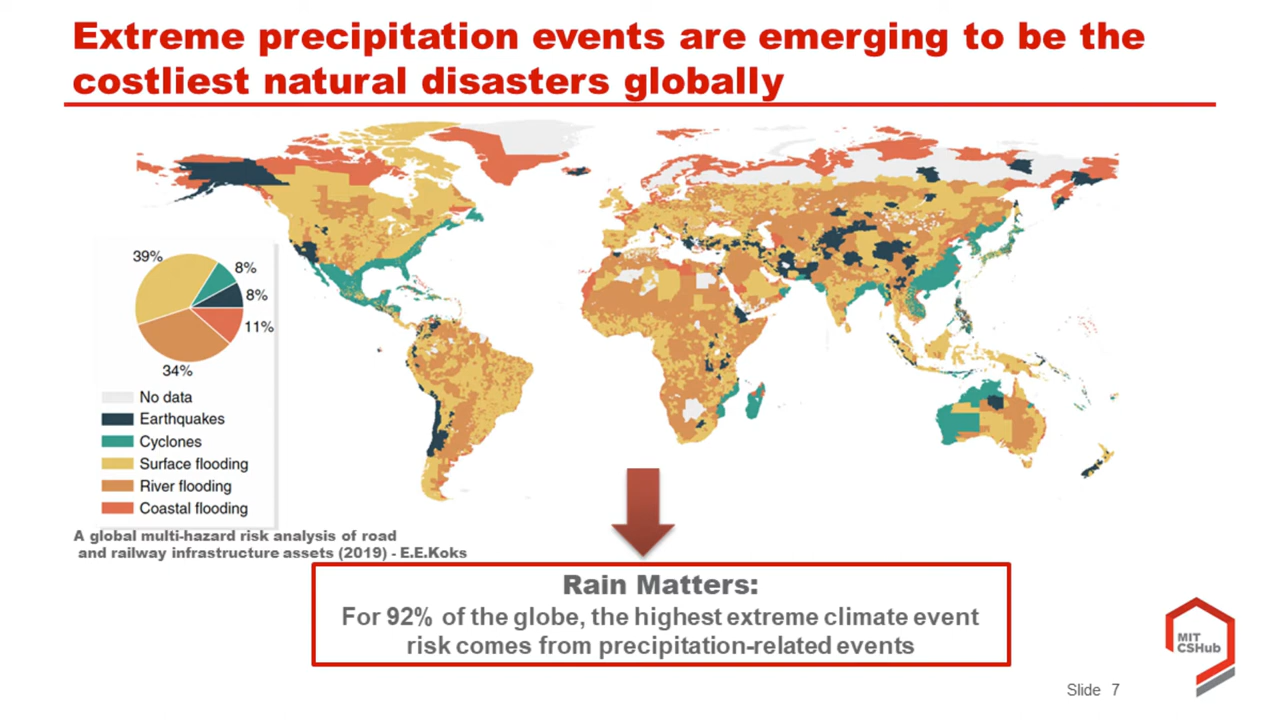 Extreme precipitation events are emerging to be the
costliest natural disasters globally
39%
8%
8%
11%
34%
No data
Earthquakes
Cyclones
Surface flooding
River flooding
Coastal flooding
A global multi-hazard risk analysis of road
and railway infrastructure assets (2019) - E.E.Koks
Rain Matters:
For 92% of the globe, the highest extreme climate event
risk comes from precipitation-related events
MIT
CSHub
Slide 7